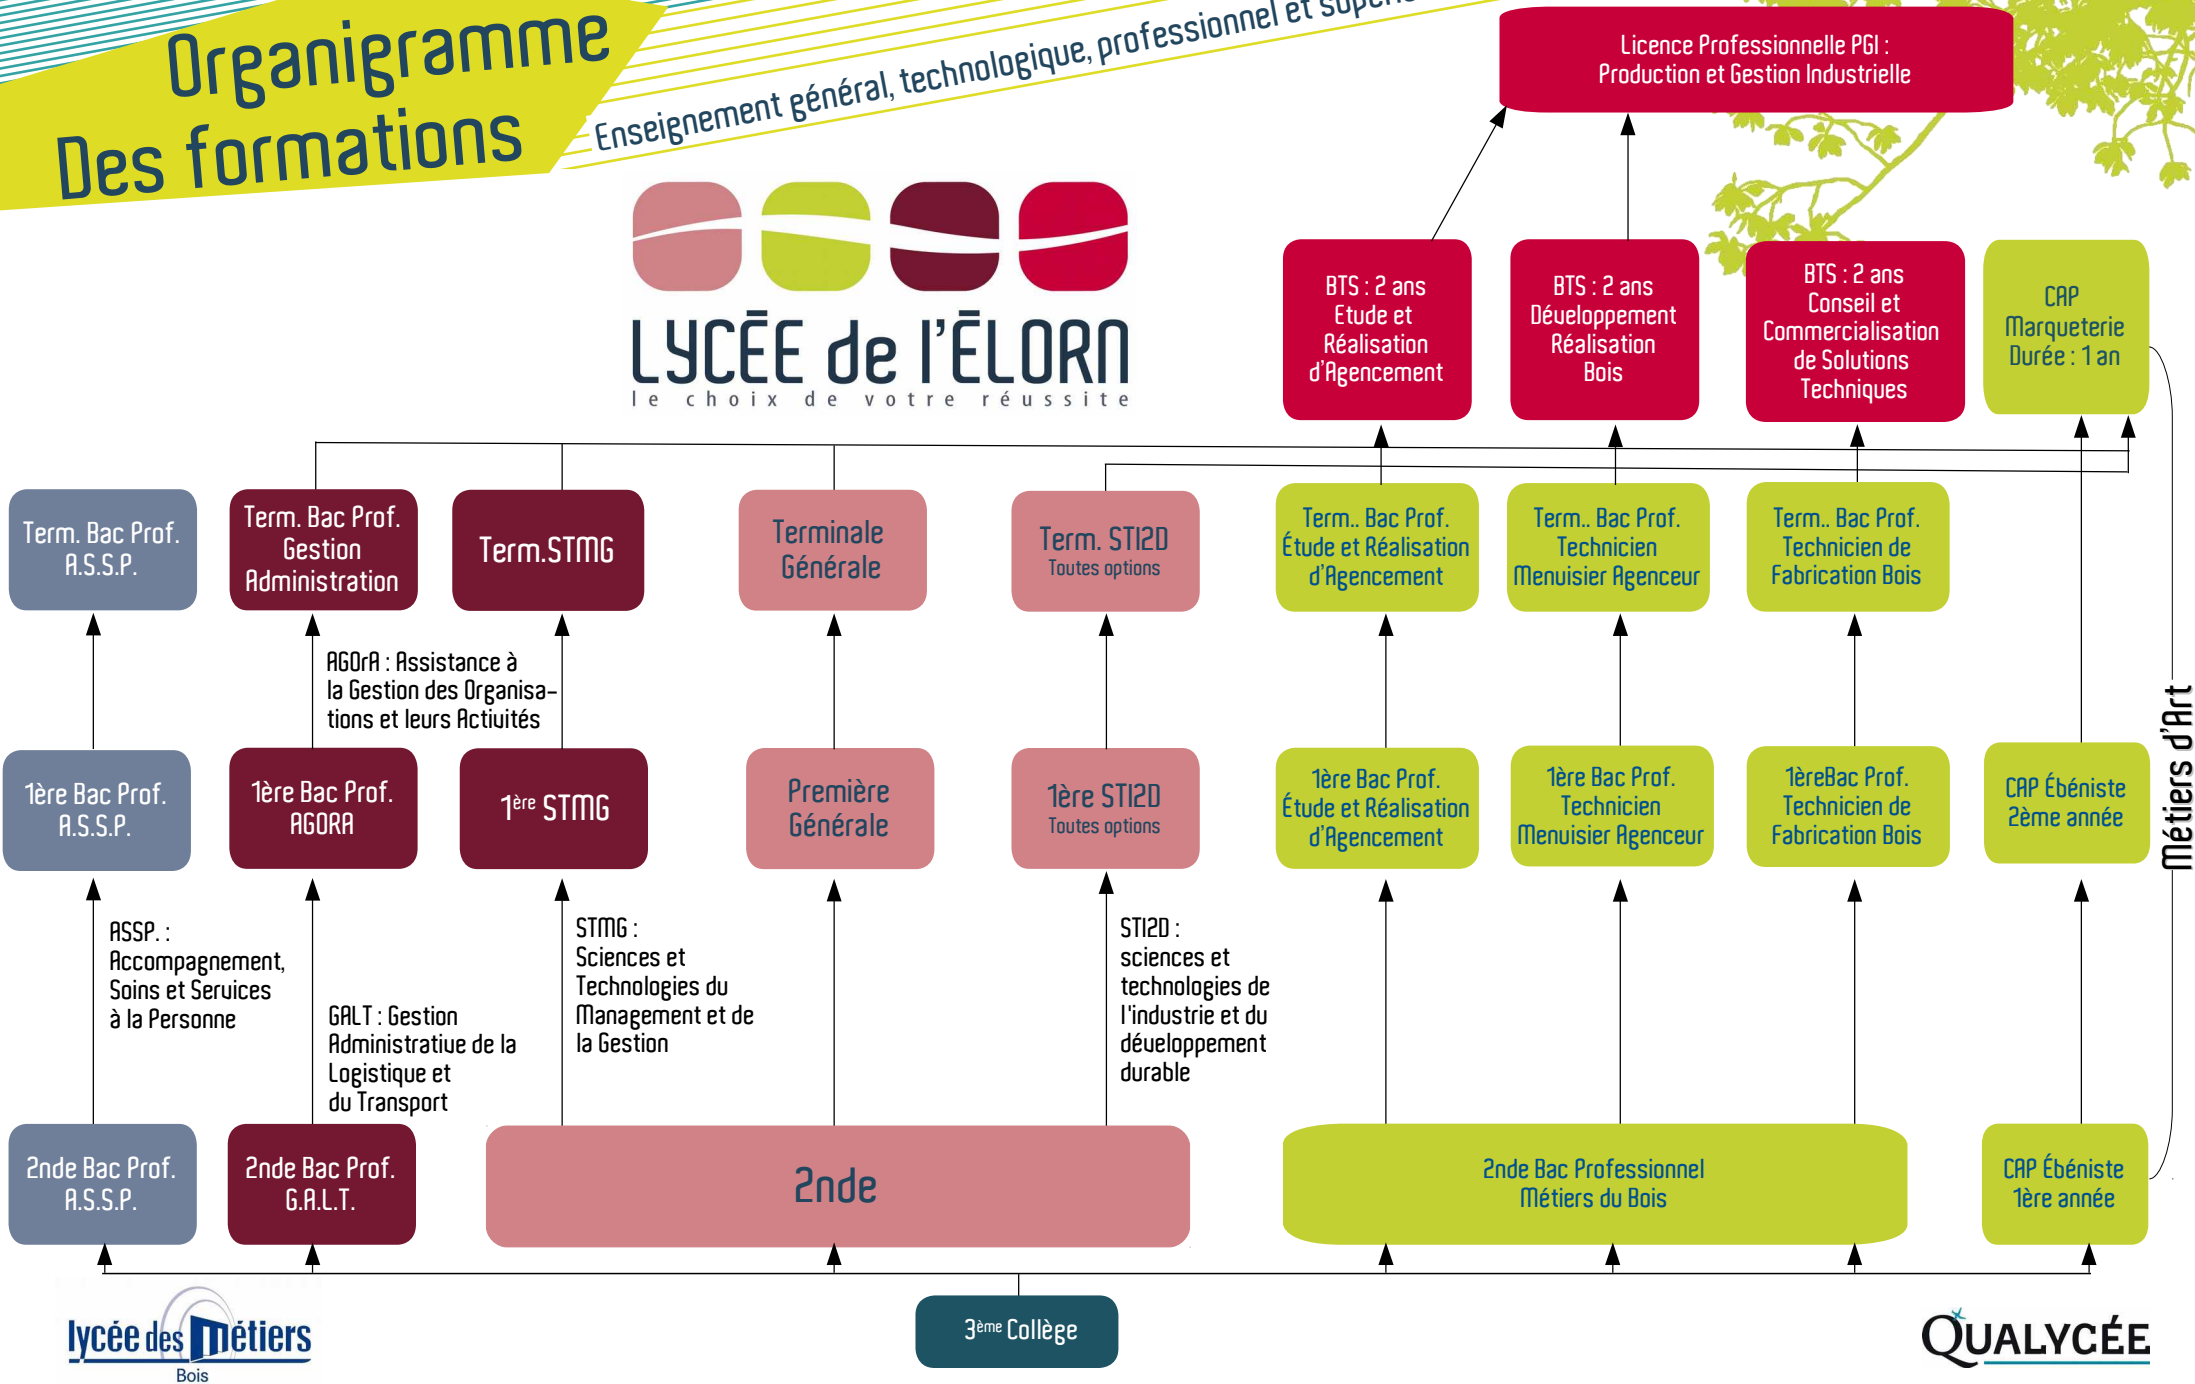 Organigramme
Des formations
Enseignement général, technologique, professionnel et
Licence Professionnelle PGI :
Production et Gestion Industrielle
LYCÉE de l'ÉLORN
le choix de votre réussite
BTS : 2 ans
Etude et
Réalisation
d'Agencement
BTS : 2 ans
Développement
Réalisation
Bois
BTS : 2 ans
Conseil et
Commercialisation
de Solutions
Techniques
CAP
Marqueterie
Durée : 1 an
Term. Bac Prof.
A.S.S.P.
Term. Bac Prof.
Gestion
Administration
Term.STMG
Terminale
Générale
Term. STI2D
Toutes options
Term.. Bac Prof.
Étude et Réalisation
d'Agencement
Term.. Bac Prof.
Technicien
Menuisier Agenceur
Term.. Bac Prof.
Technicien de
Fabrication Bois
AGOrA : Assistance à
la Gestion des Organisa-
tions et leurs Activités
Métiers d'Art
1ère Bac Prof.
A.S.S.P.
1ère Bac Prof.
AGORA
1ère STMG
Première
Générale
1ère STI2D
Toutes options
1ère Bac Prof.
Étude et Réalisation
d'Agencement
1ère Bac Prof.
Technicien
Menuisier Agenceur
1èreBac Prof.
Technicien de
Fabrication Bois
CAP Ébéniste
2ème année
ASSP. :
Accompagnement,
Soins et Services
à la Personne
GALT : Gestion
Administrative de la
Logistique et
du Transport
STMG :
Sciences et
Technologies du
Management et de
la Gestion
STI2D :
sciences et
technologies de
l'industrie et du
développement
durable
2nde Bac Prof.
A.S.S.P.
2nde Bac Prof.
G.A.L.T.
2nde
2nde Bac Professionnel
Métiers du Bois
CAP Ébéniste
1ère année
3ème Collège
lycée des métiers
Bois
QUALYCÉE